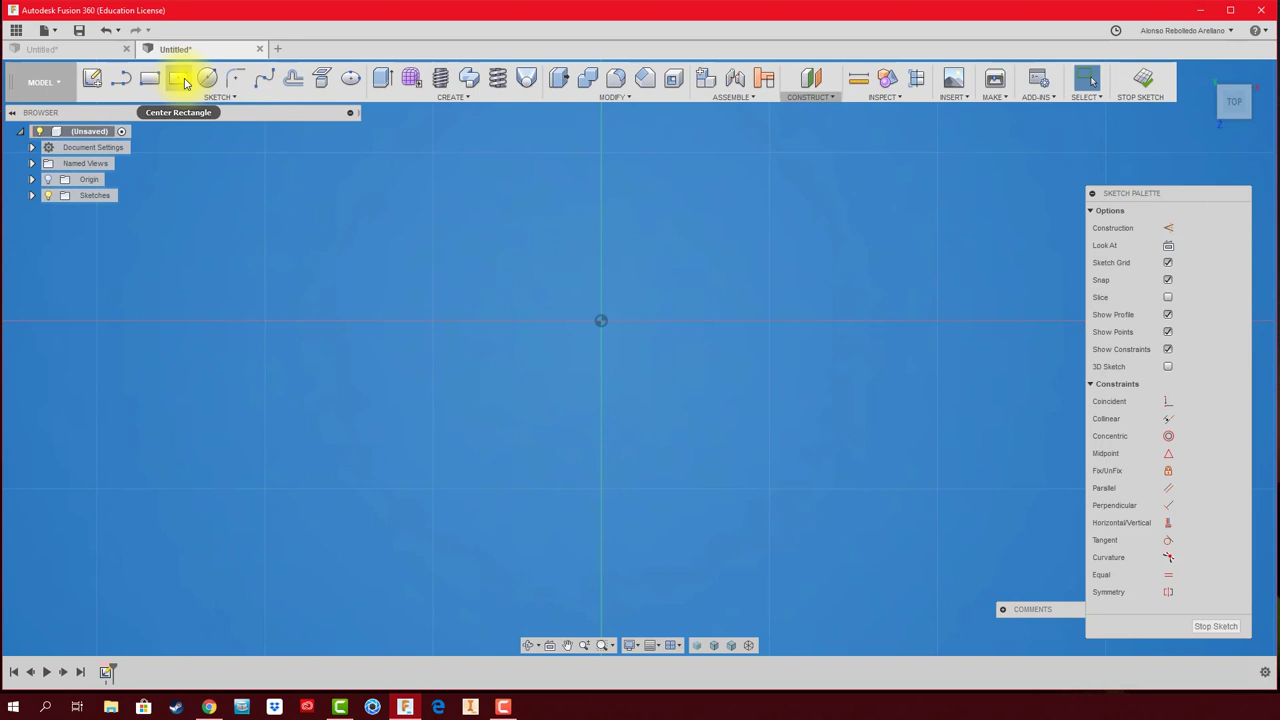 Autodesk Fusion 360 (Education License)
Alonso Rebolledo Arellano
Untitled*
Untitled*
MODEL
SKETCH
CREATE
MODIFY
ASSEMBLE
CONSTRUCT
INSPECT
INSERT
MAKE
ADD-INS
SELECT
STOP SKETCH
BROWSER
Center Rectangle
TOP
Z
(Unsaved)
Document Settings
Named Views
Origin
Sketches
SKETCH PALETTE
Options
Construction
Look At
Sketch Grid
Snap
Slice
Show Profile
Show Points
Show Constraints
3D Sketch
Constraints
Coincident
Collinear
Concentric
Midpoint
Fix/UnFix
Parallel
Perpendicular
Horizontal/Vertical
Tangent
Curvature
Equal
Symmetry
COMMENTS
Stop Sketch